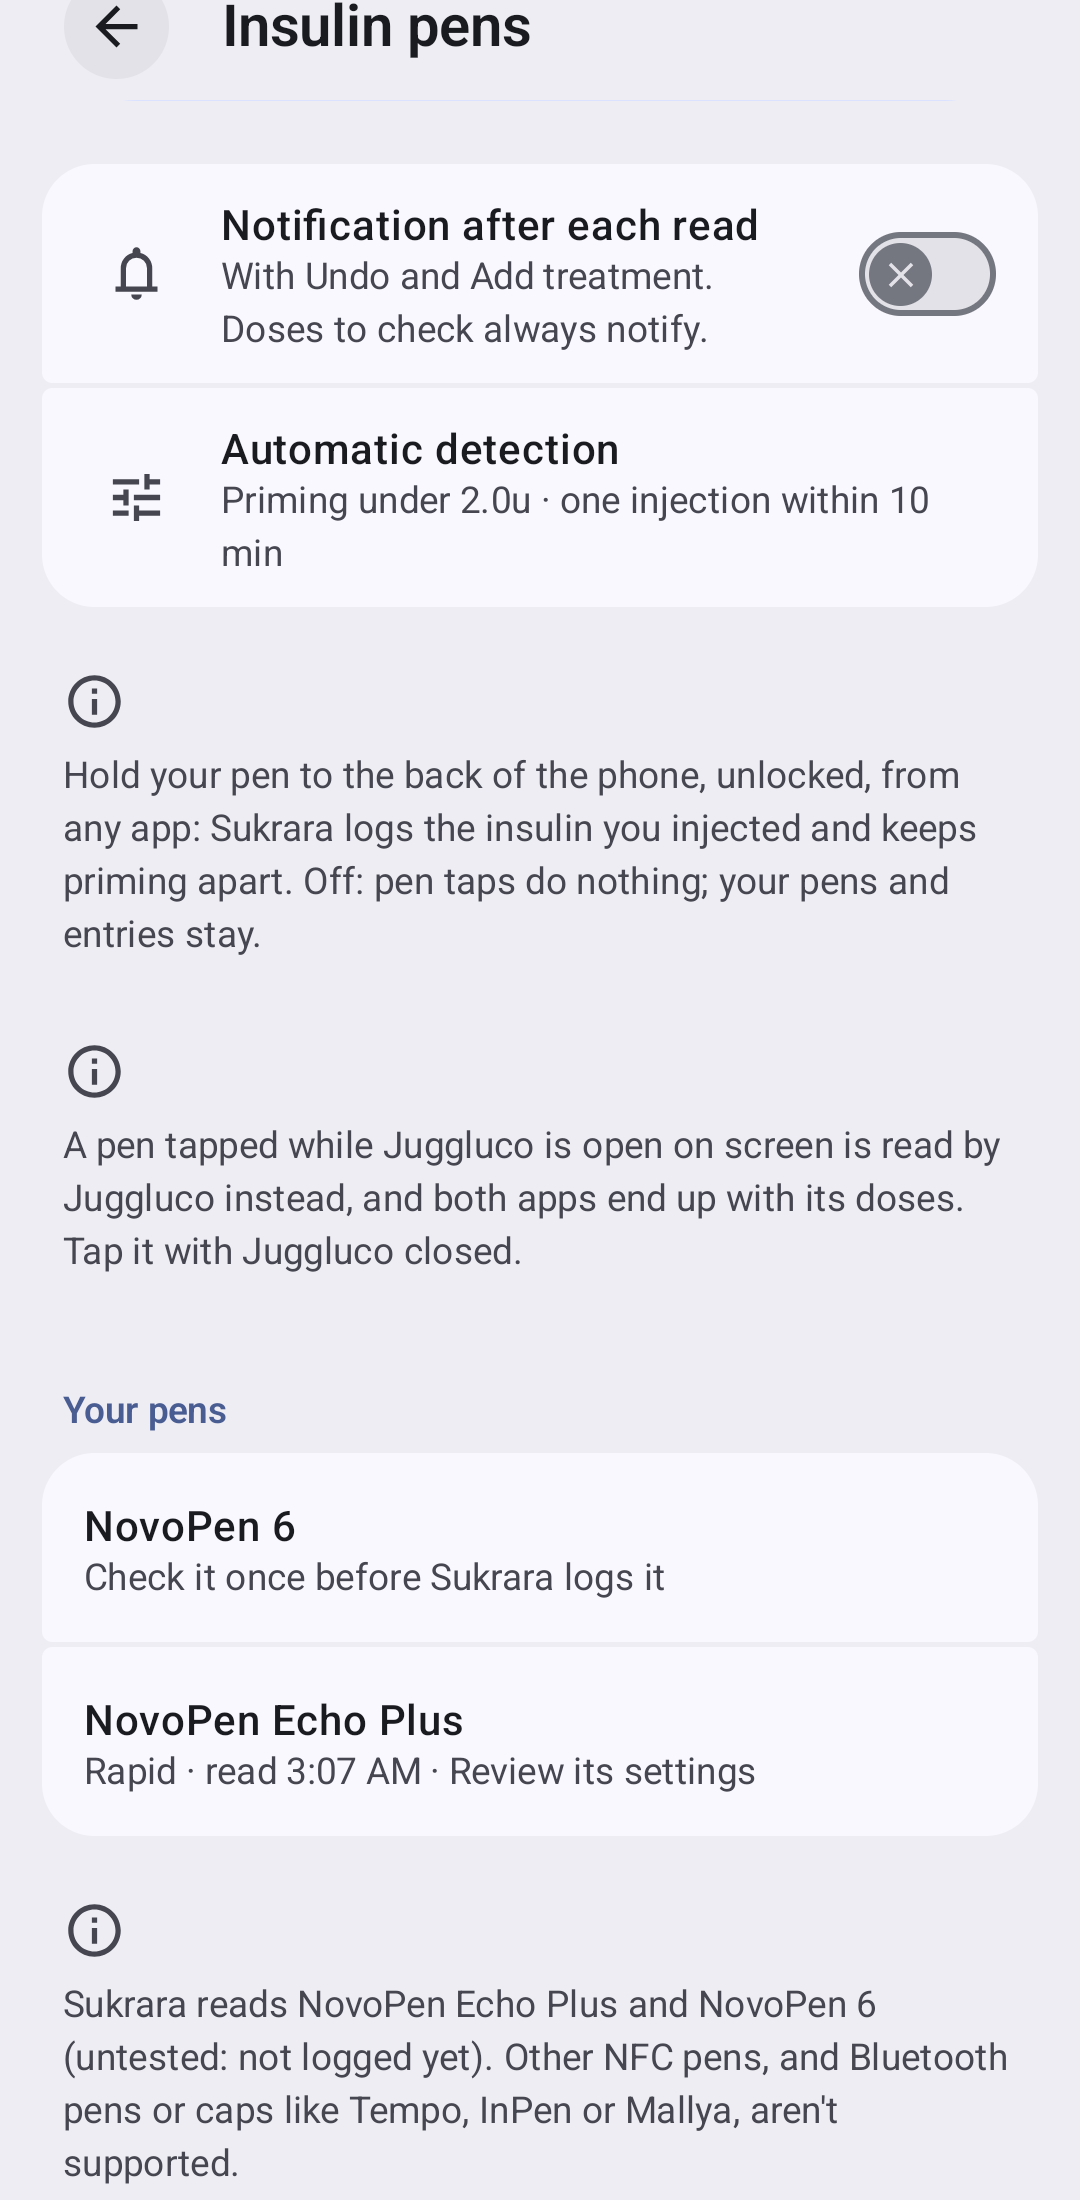 Insulin pens
Notification after each read
With Undo and Add treatment.
Doses to check always notify.
Automatic detection
Priming under 2.0u · one injection within 10
min
Hold your pen to the back of the phone, unlocked, from
any app: Sukrara logs the insulin you injected and keeps
priming apart. Off: pen taps do nothing; your pens and
entries stay.
A pen tapped while Juggluco is open on screen is read by
Juggluco instead, and both apps end up with its doses.
Tap it with Juggluco closed.
Your pens
NovoPen 6
Check it once before Sukrara logs it
NovoPen Echo Plus
Rapid · read 3:07 AM · Review its settings
Sukrara reads NovoPen Echo Plus and NovoPen 6
(untested: not logged yet). Other NFC pens, and Bluetooth
pens or caps like Tempo, InPen or Mallya, aren't
supported.